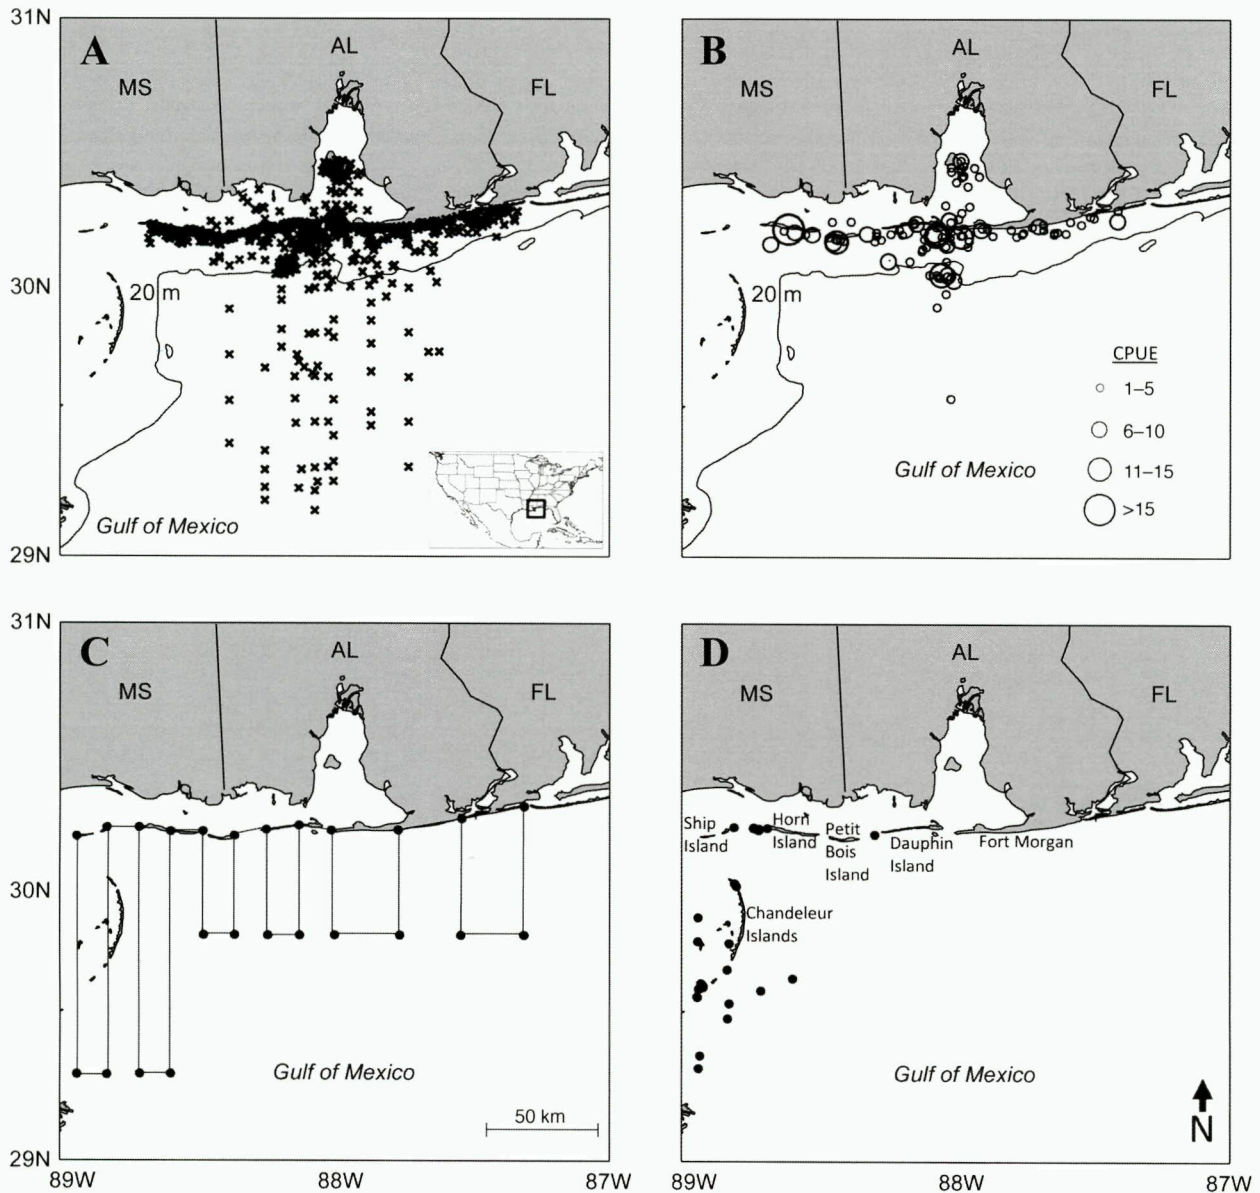 31N
A
AL
MS
FL
30N
20 m
Gulf of Mexico
29N
B
AL
MS
FL
20 m
CPUE
1–5
6–10
11–15
>15
Gulf of Mexico
31N
C
AL
MS
FL
30N
Gulf of Mexico
50 km
29N
89W
88W
87W
D
AL
MS
FL
Ship
Island
Horn
Island
Petit
Bois
Island
Dauphin
Island
Fort Morgan
Chandeleur
Islands
Gulf of Mexico
N
89W
88W
87W